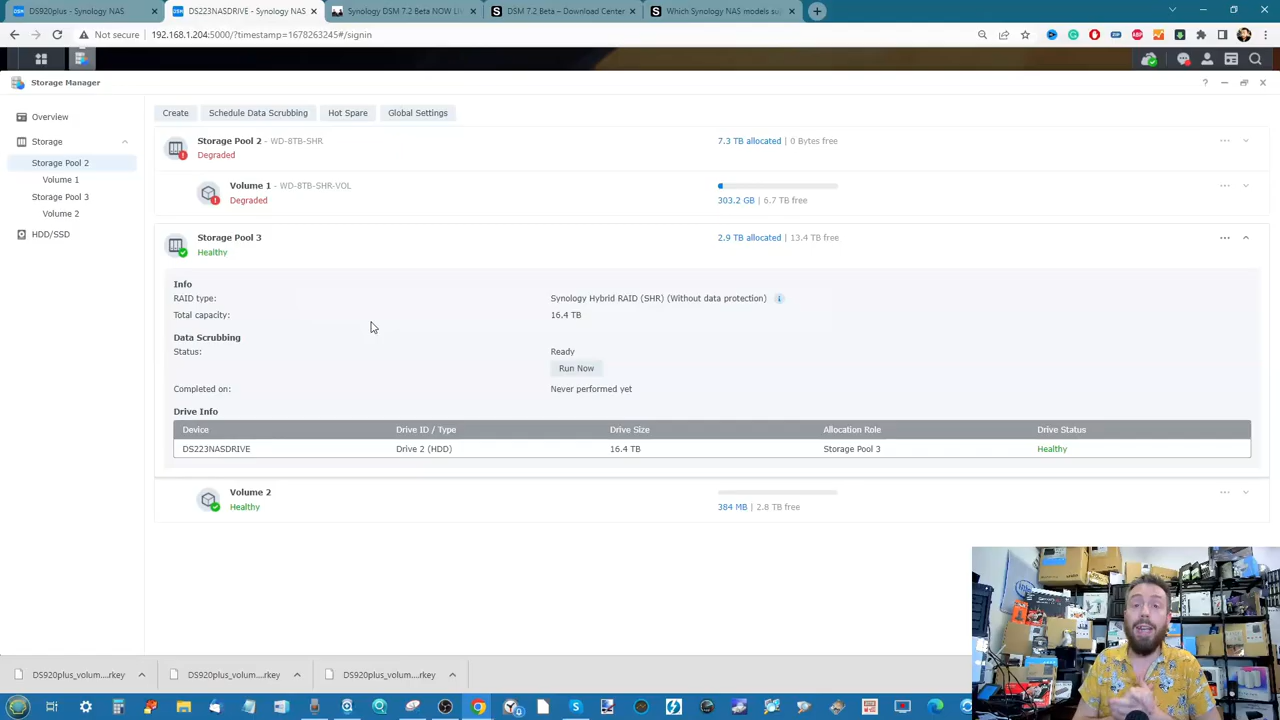 DS920plus - Synology NAS
DS223NASDRIVE - Synology NAS
Synology DSM 7.2 Beta NOW LI
DSM 7.2 Beta – Download Center
Which Synology NAS models sup
Not secure
192.168.1.204:5000/?timestamp=1678263245#/signin
Storage Manager
Overview
Storage
Storage Pool 2
Volume 1
Storage Pool 3
Volume 2
HDD/SSD
Create
Schedule Data Scrubbing
Hot Spare
Global Settings
Storage Pool 2 - WD-8TB-SHR
Degraded
7.3 TB allocated | 0 Bytes free
Volume 1 - WD-8TB-SHR-VOL
Degraded
303.2 GB | 6.7 TB free
Storage Pool 3
Healthy
2.9 TB allocated | 13.4 TB free
Info
RAID type:
Synology Hybrid RAID (SHR) (Without data protection)
Total capacity:
16.4 TB
Data Scrubbing
Status:
Ready
Run Now
Completed on:
Never performed yet
Drive Info
Device
Drive ID / Type
Drive Size
Allocation Role
Drive Status
DS223NASDRIVE
Drive 2 (HDD)
16.4 TB
Storage Pool 3
Healthy
Volume 2
Healthy
384 MB | 2.8 TB free
DS920plus_volum....rkey
DS920plus_volum....rkey
DS920plus_volum....rkey